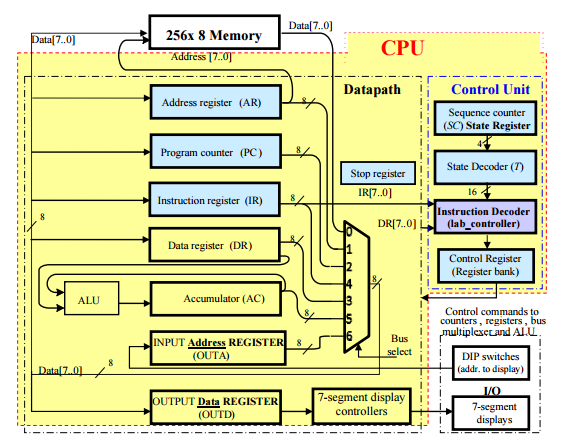 256x 8 Memory
Data[7..0]
Data[7..0]
Address [7..0]
CPU
Datapath
Control Unit
Address register (AR)
8
Program counter (PC )
8
Instruction register (IR)
8
Data register (DR)
8
8
ALU
Accumulator (AC)
8
INPUT Address REGISTER
(OUTA)
8
Data[7..0]
8
OUTPUT Data REGISTER
(OUTD)
7-segment display
controllers
Stop register
IR[7..0]
DR[7..0]
0
1
2
4
3
5
6
8
Bus
select
Sequence counter
(SC) State Register
4
State Decoder (T)
16
Instruction Decoder
(lab_controller)
Control Register
(Register bank)
Control commands to
counters , registers , bus
multiplexer and ALU
DIP switches
(addr. to display)
I/O
7-segment
displays